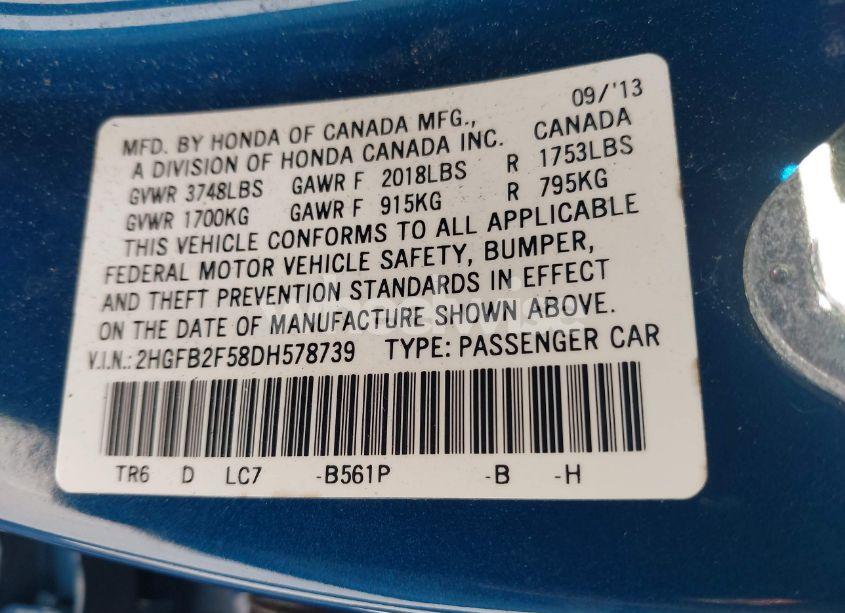 09/'13
MFD. BY HONDA OF CANADA MFG.,
A DIVISION OF HONDA CANADA INC. CANADA
GVWR 3748LBS GAWR F 2018LBS R 1753LBS
GVWR 1700KG GAWR F 915KG R 795KG
THIS VEHICLE CONFORMS TO ALL APPLICABLE
FEDERAL MOTOR VEHICLE SAFETY, BUMPER,
AND THEFT PREVENTION STANDARDS IN EFFECT
ON THE DATE OF MANUFACTURE SHOWN ABOVE.
V.I.N.: 2HGFB2F58DH578739 TYPE: PASSENGER CAR
TR6 D LC7 -B561P -B -H